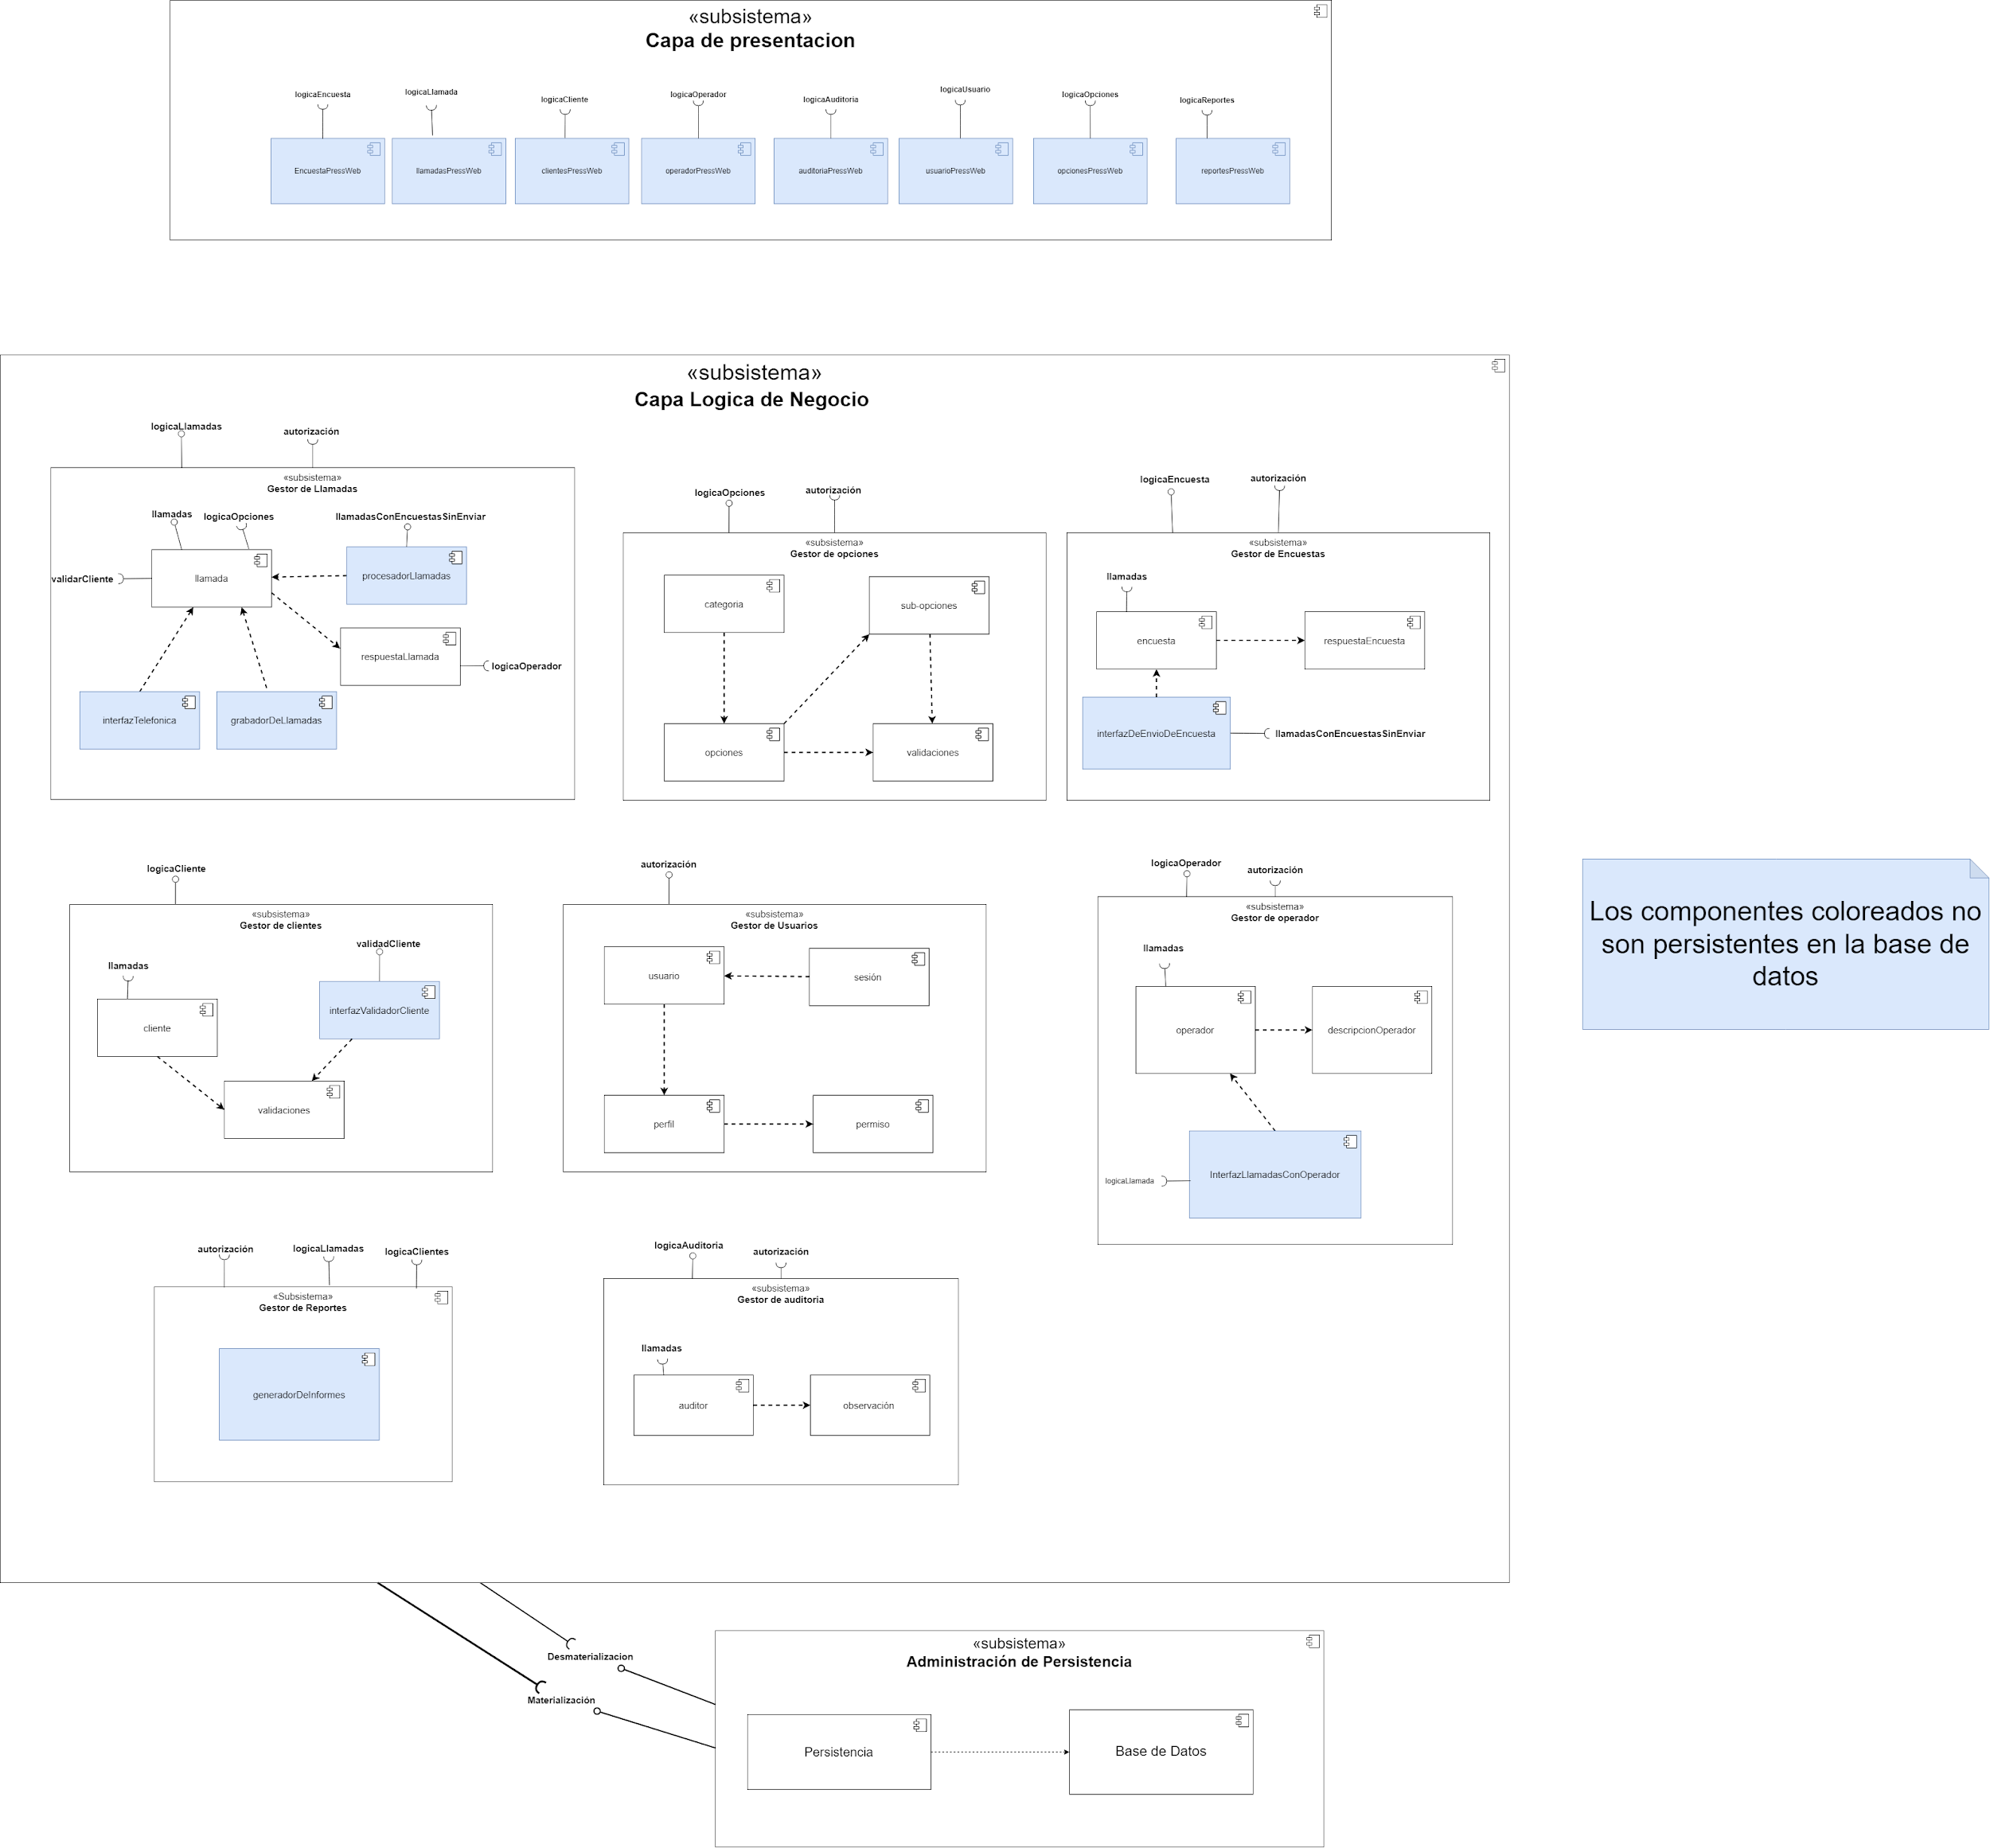 «subsistema»
Capa de presentacion
logicaEncuesta
logicaLlamada
logicaCliente
logicaOperador
logicaAuditoria
logicaUsuario
logicaOpciones
logicaReportes
EncuestaPressWeb
llamadasPressWeb
clientesPressWeb
operadorPressWeb
auditoriaPressWeb
usuarioPressWeb
opcionesPressWeb
reportesPressWeb
«subsistema»
Capa Logica de Negocio
logicaLlamadas
autorización
«subsistema»
Gestor de Llamadas
llamadas
logicaOpciones
llamadasConEncuestasSinEnviar
validarCliente
llamada
procesadorLlamadas
respuestaLlamada
logicaOperador
interfazTelefonica
grabadorDeLlamadas
logicaOpciones
autorización
«subsistema»
Gestor de opciones
categoria
sub-opciones
opciones
validaciones
logicaEncuesta
autorización
«subsistema»
Gestor de Encuestas
llamadas
encuesta
respuestaEncuesta
interfazDeEnvioDeEncuesta
llamadasConEncuestasSinEnviar
logicaCliente
«subsistema»
Gestor de clientes
validadCliente
llamadas
cliente
interfazValidadorCliente
validaciones
autorización
«subsistema»
Gestor de Usuarios
usuario
sesión
perfil
permiso
logicaOperador
autorización
«subsistema»
Gestor de operador
llamadas
operador
descripcionOperador
InterfazLlamadasConOperador
logicaLlamada
Los componentes coloreados no
son persistentes en la base de
datos
autorización
logicaLlamadas
logicaClientes
«Subsistema»
Gestor de Reportes
generadorDeInformes
logicaAuditoria
autorización
«subsistema»
Gestor de auditoria
llamadas
auditor
observación
Desmaterializacion
Materialización
«subsistema»
Administración de Persistencia
Persistencia
Base de Datos